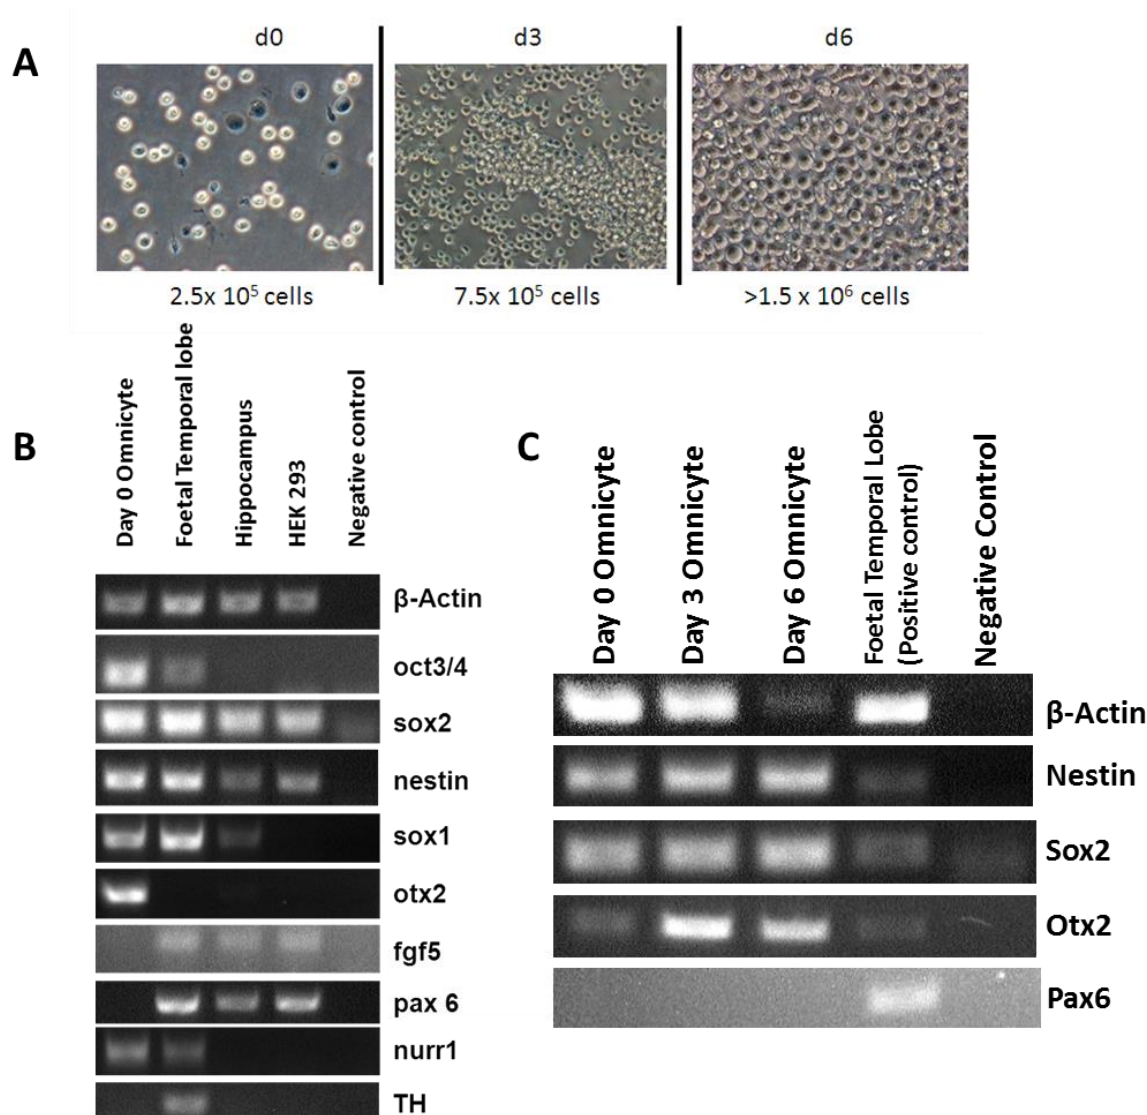 A
d0
d3
d6
2.5x 10⁵ cells
7.5x 10⁵ cells
>1.5 x 10⁶ cells
B
Day 0 Omnicyte
Foetal Temporal lobe
Hippocampus
HEK 293
Negative control
β-Actin
oct3/4
sox2
nestin
sox1
otx2
fgf5
pax 6
nurr1
TH
C
Day 0 Omnicyte
Day 3 Omnicyte
Day 6 Omnicyte
Foetal Temporal Lobe
(Positive control)
Negative Control
β-Actin
Nestin
Sox2
Otx2
Pax6